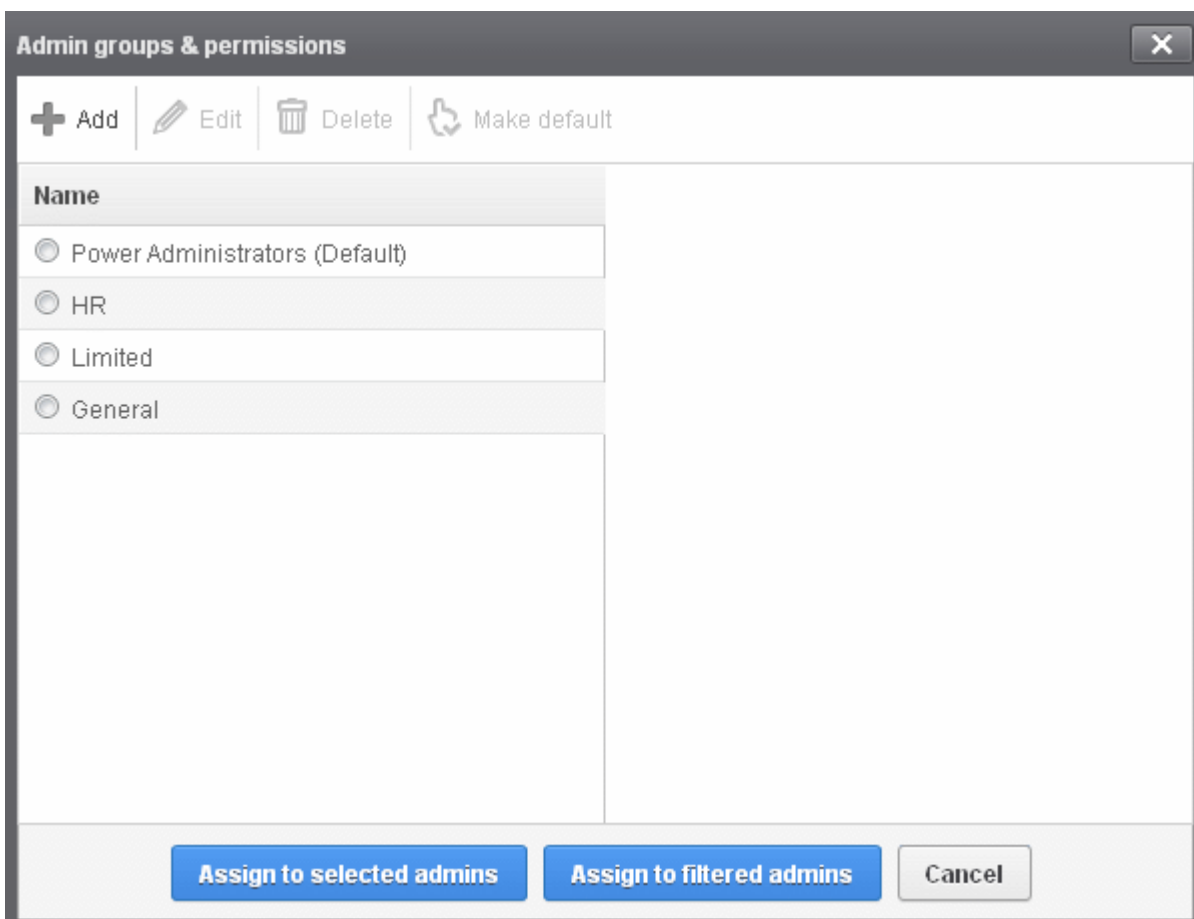 Admin groups & permissions
Add Edit Delete Make default
Name
Power Administrators (Default)
HR
Limited
General
Assign to selected admins Assign to filtered admins Cancel